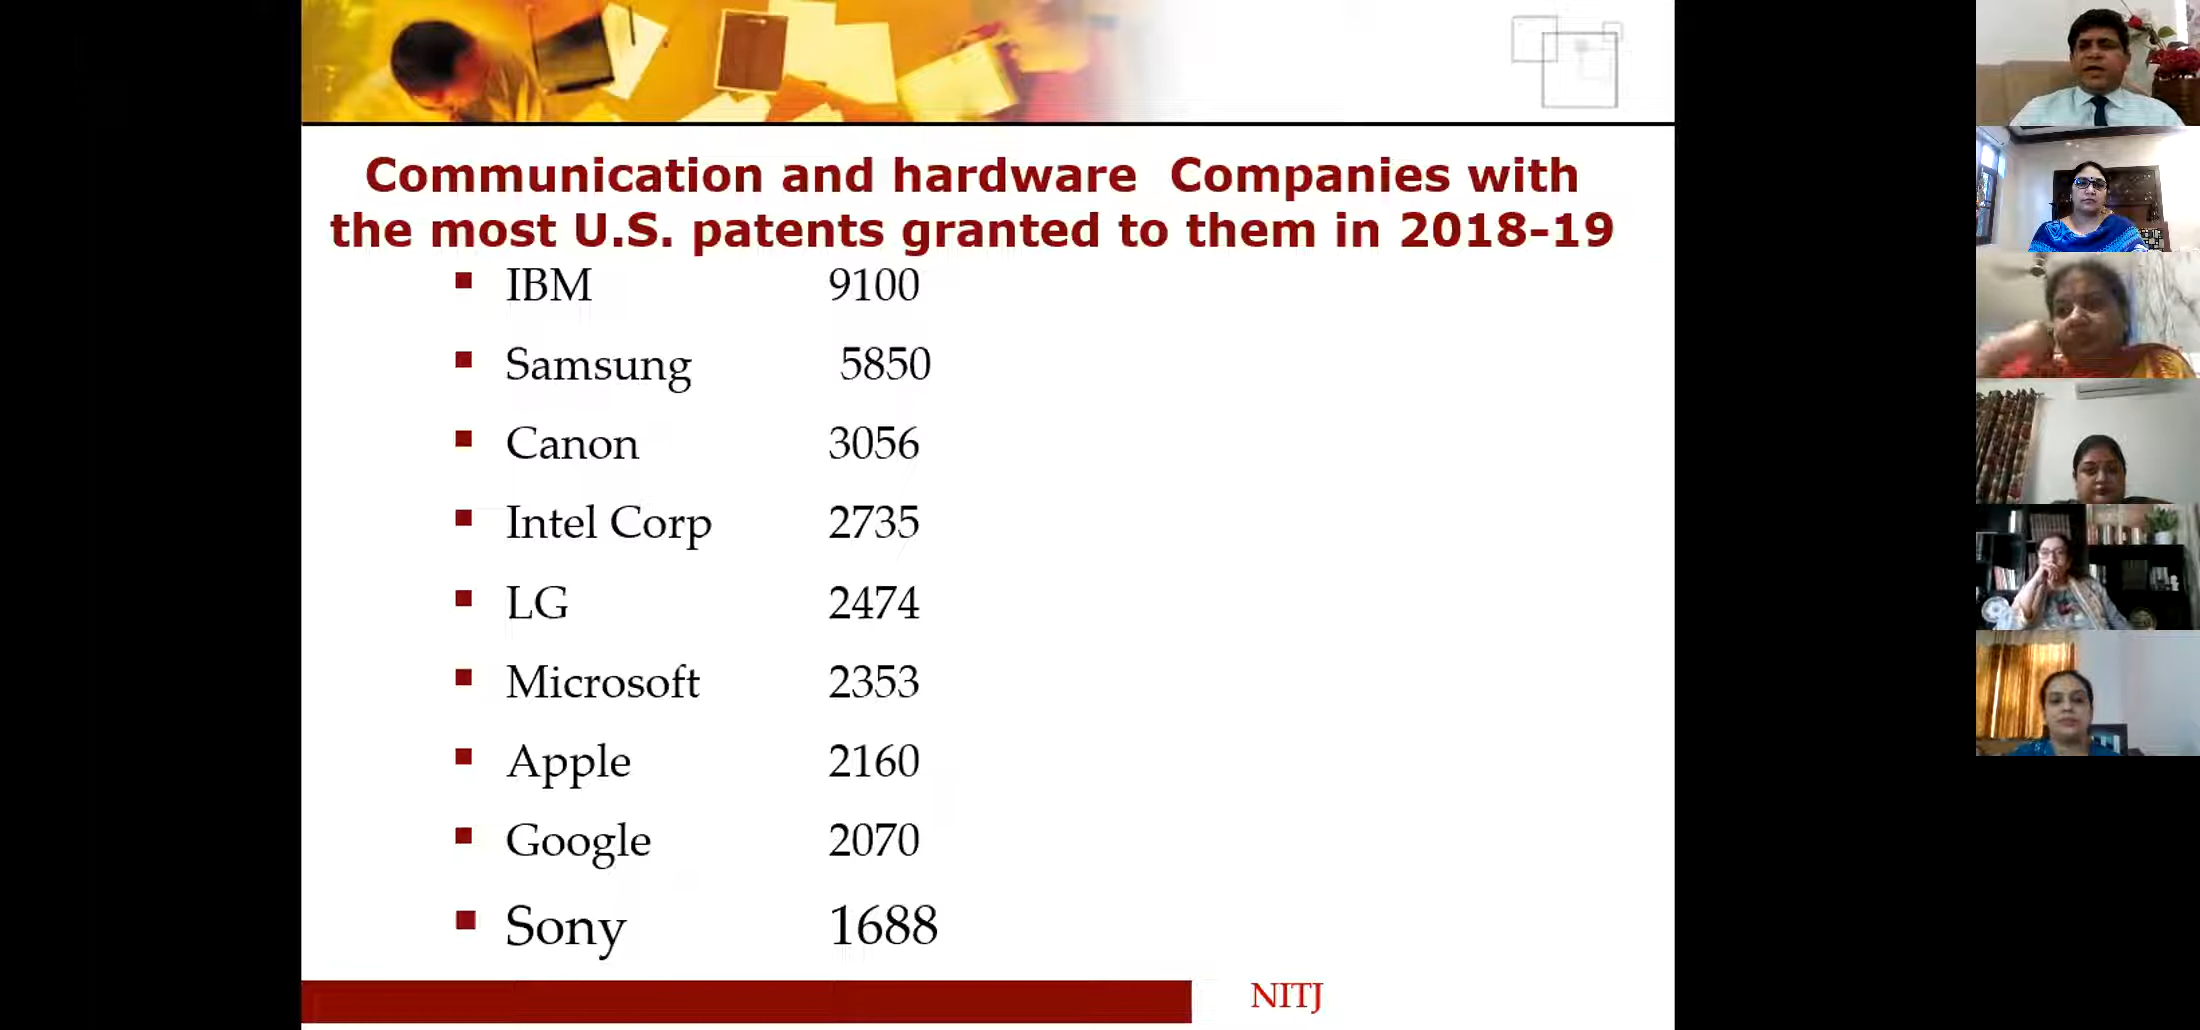 Communication and hardware Companies with
the most U.S. patents granted to them in 2018-19
IBM 9100
Samsung 5850
Canon 3056
Intel Corp 2735
LG 2474
Microsoft 2353
Apple 2160
Google 2070
Sony 1688
NITJ